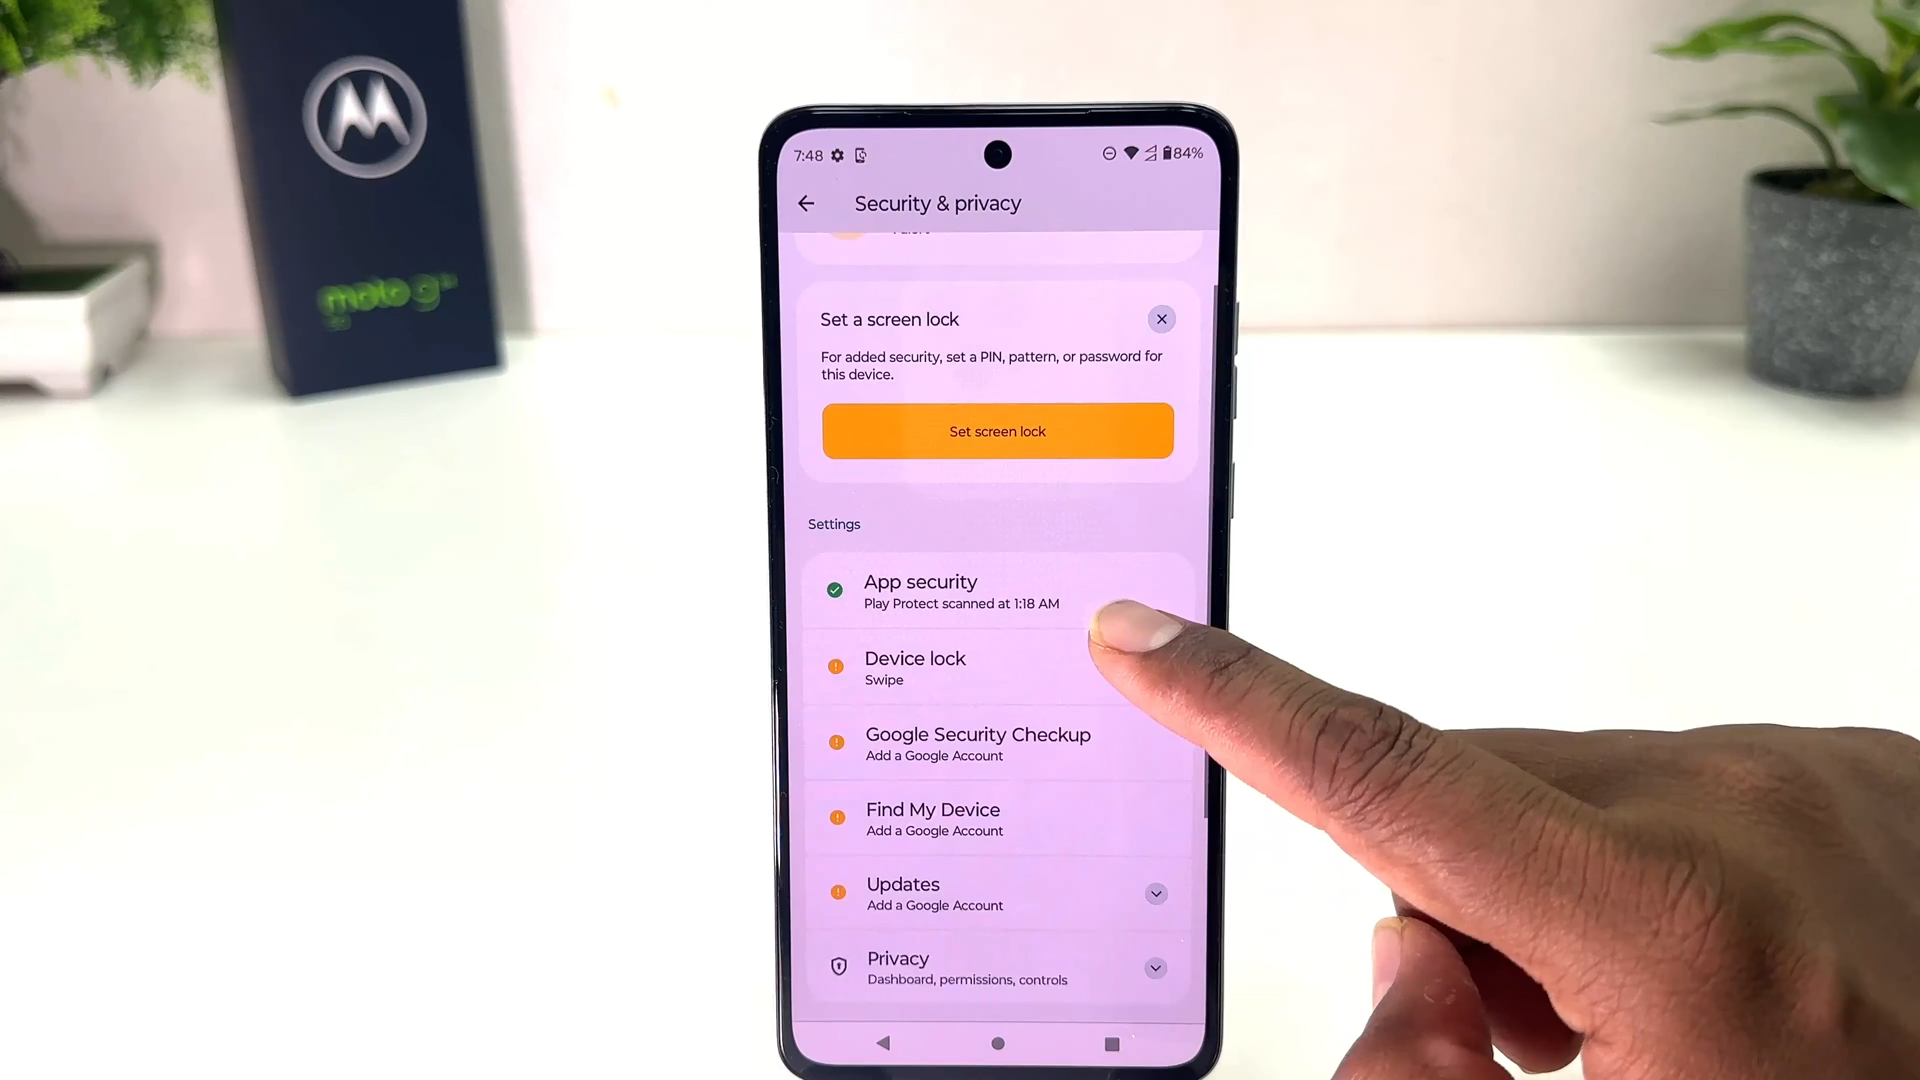 moto g
7:48
84%
Security & privacy
Set a screen lock
For added security, set a PIN, pattern, or password for
this device.
Set screen lock
Settings
App security
Play Protect scanned at 1:18 AM
Device lock
Swipe
Google Security Checkup
Add a Google Account
Find My Device
Add a Google Account
Updates
Add a Google Account
Privacy
Dashboard, permissions, controls